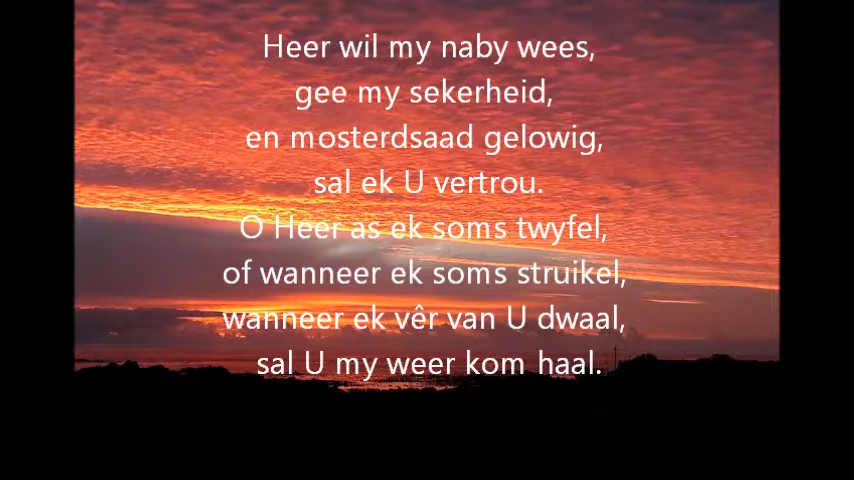 Heer wil my naby wees,
gee my sekerheid,
en mosterdsaad gelowig,
sal ek U vertrou.
O Heer as ek soms twyfel,
of wanneer ek soms struikel,
wanneer ek vêr van U dwaal,
sal U my weer kom haal.